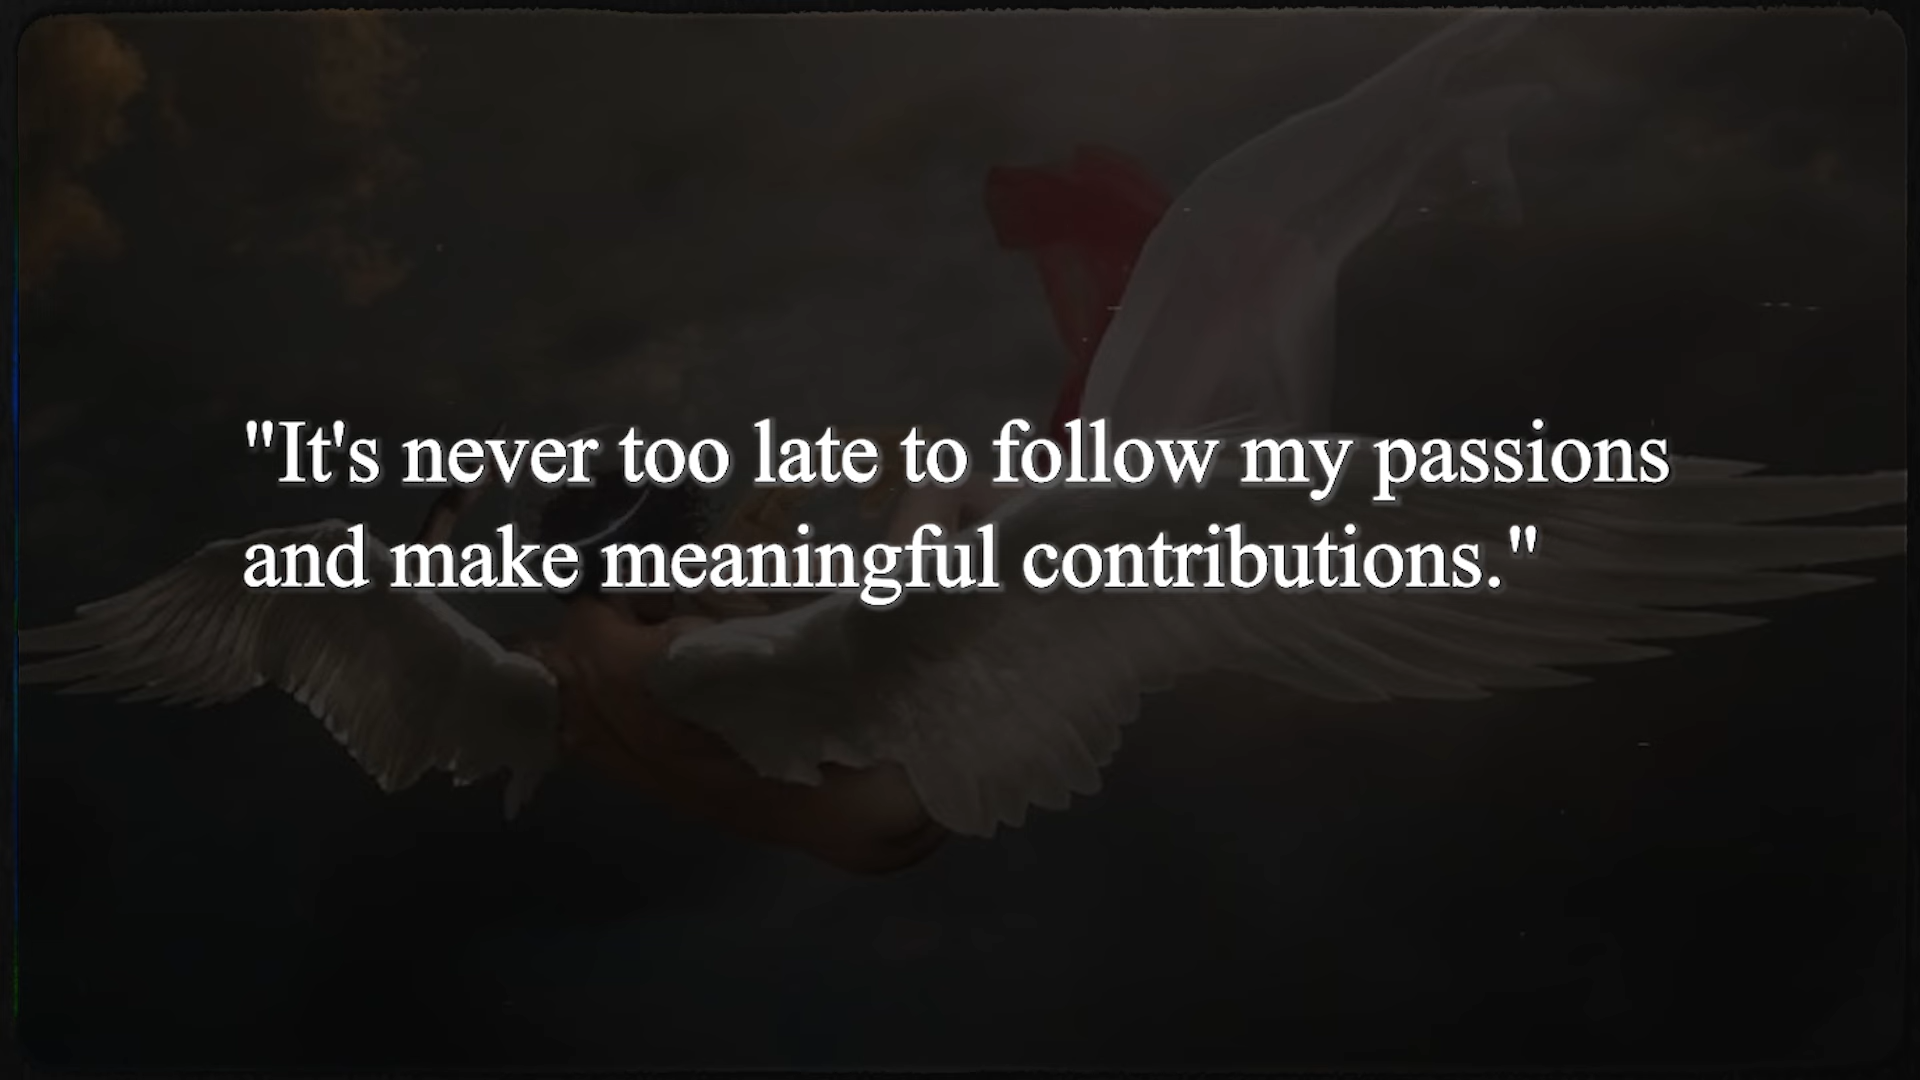 "It's never too late to follow my passions
and make meaningful contributions."